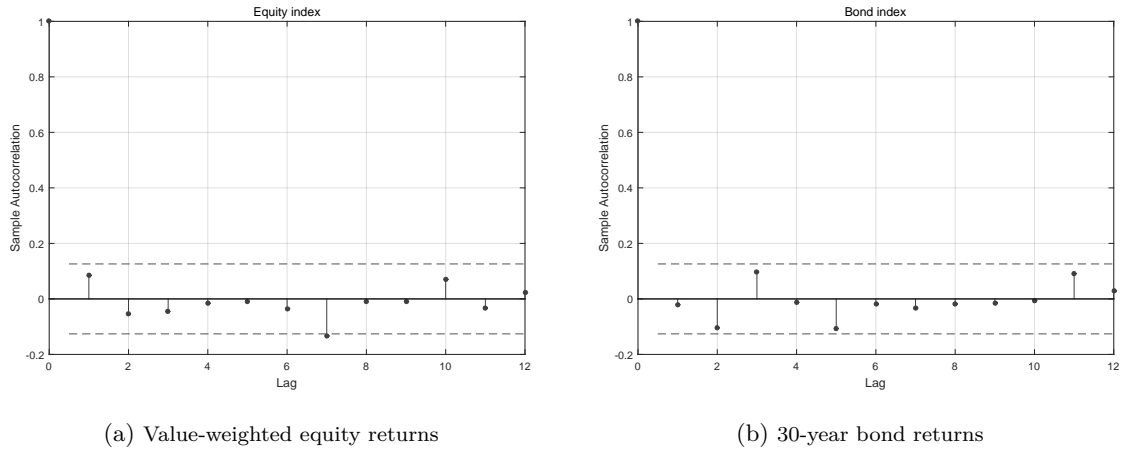 Equity index
1
0.8
0.6
0.4
0.2
0
-0.2
Sample Autocorrelation
0 2 4 6 8 10 12
Lag
(a) Value-weighted equity returns
Bond index
1
0.8
0.6
0.4
0.2
0
-0.2
Sample Autocorrelation
0 2 4 6 8 10 12
Lag
(b) 30-year bond returns